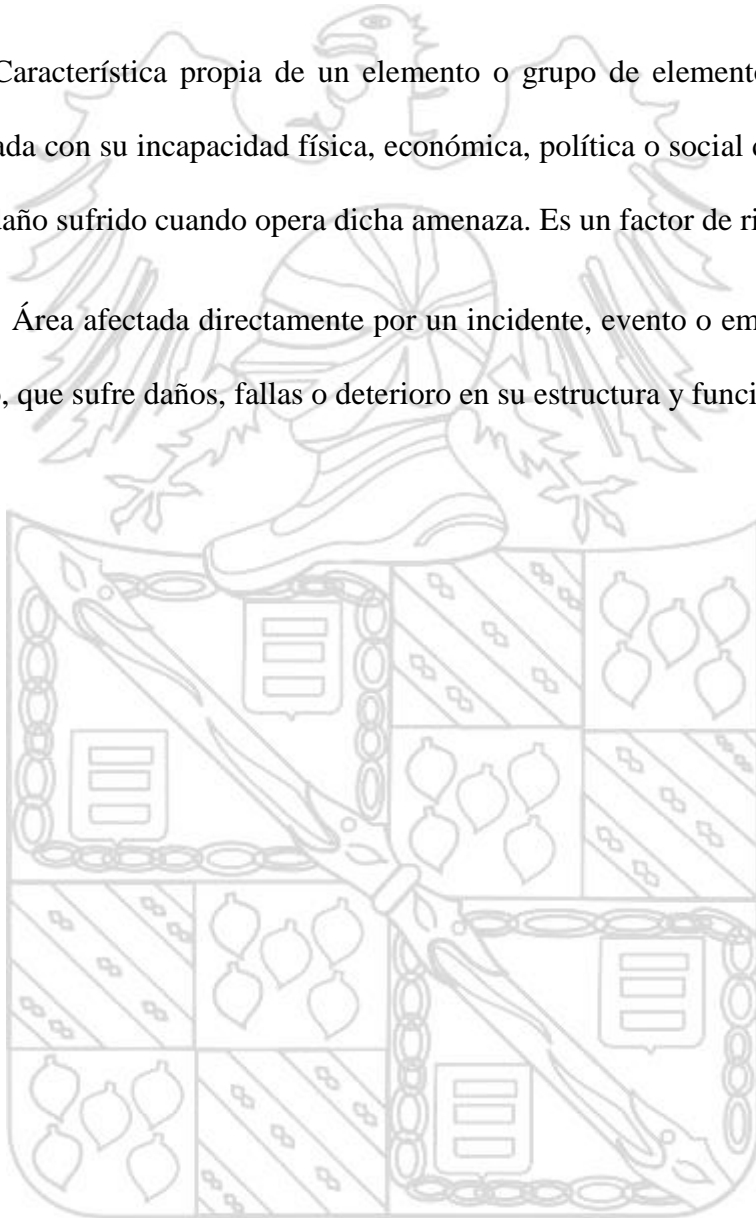 Característica propia de un elemento o grupo de elemento
ada con su incapacidad física, económica, política o social
daño sufrido cuando opera dicha amenaza. Es un factor de ri
Área afectada directamente por un incidente, evento o em
o, que sufre daños, fallas o deterioro en su estructura y funci